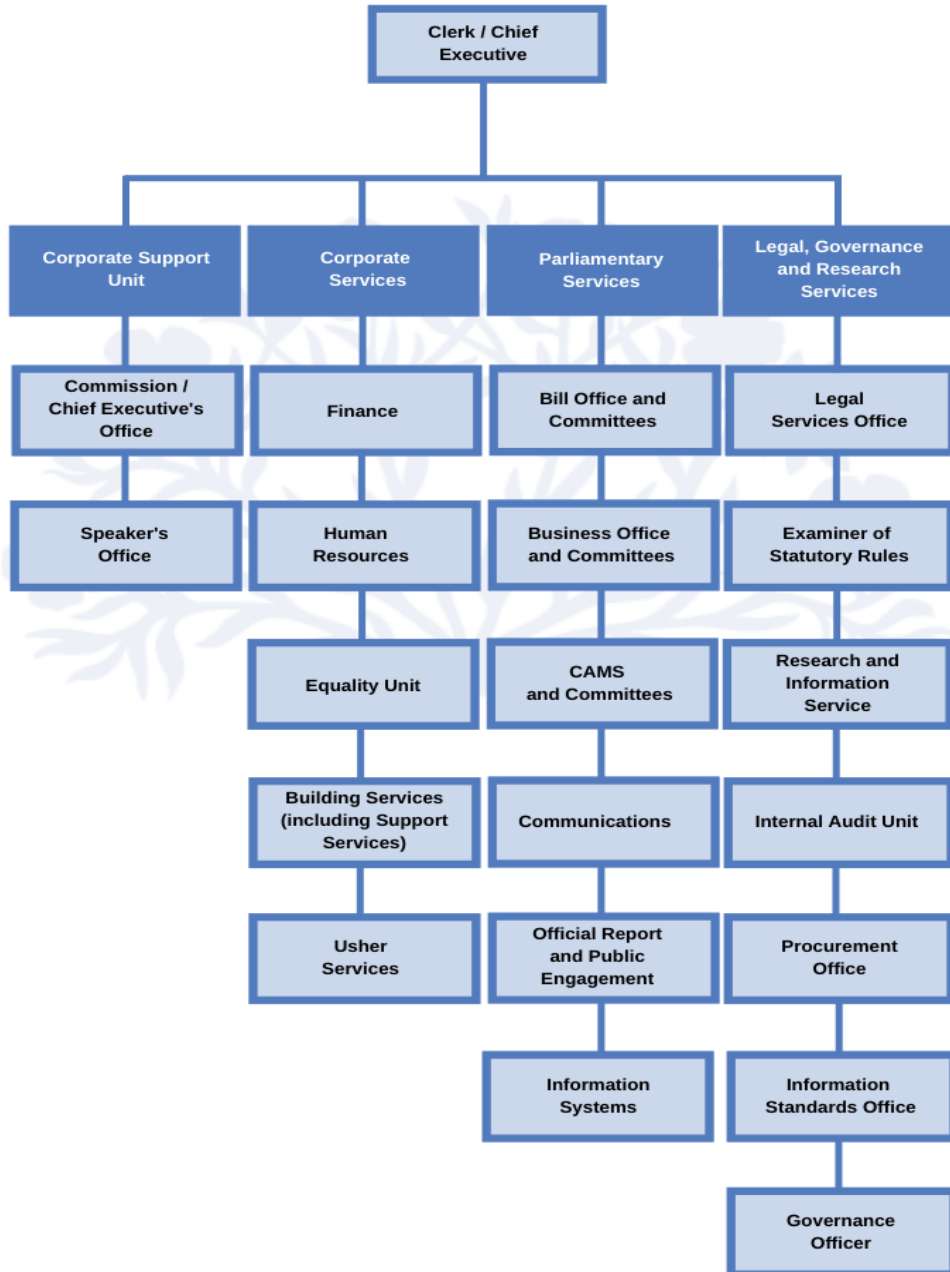 Clerk / Chief
Executive
Corporate Support
Unit
Corporate
Services
Parliamentary
Services
Legal, Governance
and Research
Services
Commission /
Chief Executive's
Office
Finance
Bill Office and
Committees
Legal
Services Office
Speaker's
Office
Human
Resources
Business Office
and Committees
Examiner of
Statutory Rules
Equality Unit
CAMS
and Committees
Research and
Information
Service
Building Services
(including Support
Services)
Communications
Internal Audit Unit
Usher
Services
Official Report
and Public
Engagement
Procurement
Office
Information
Systems
Information
Standards Office
Governance
Officer